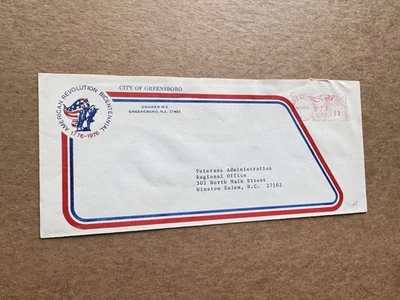 CITY OF GREENSBORO
DRAWER W-2
GREENSBORO, N.C. 27402
AMERICAN REVOLUTION BICENTENNIAL
1776-1976
Veterans Administration
Regional Office
301 North Main Street
Winston Salem, N.C. 27102